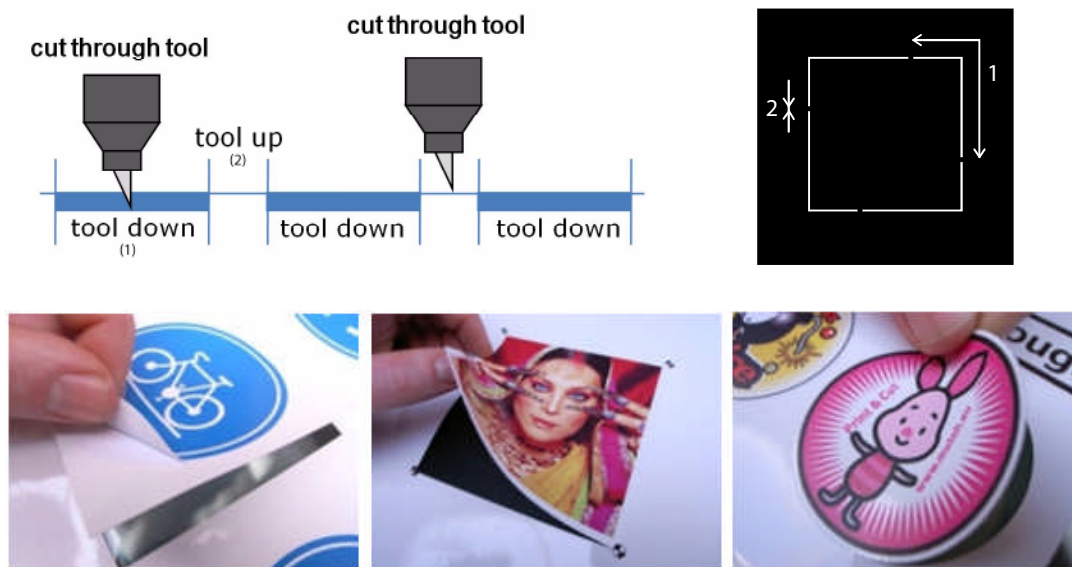 cut through tool
cut through tool
tool up
(2)
tool down
(1)
tool down
tool down
1
2
Print & Cut